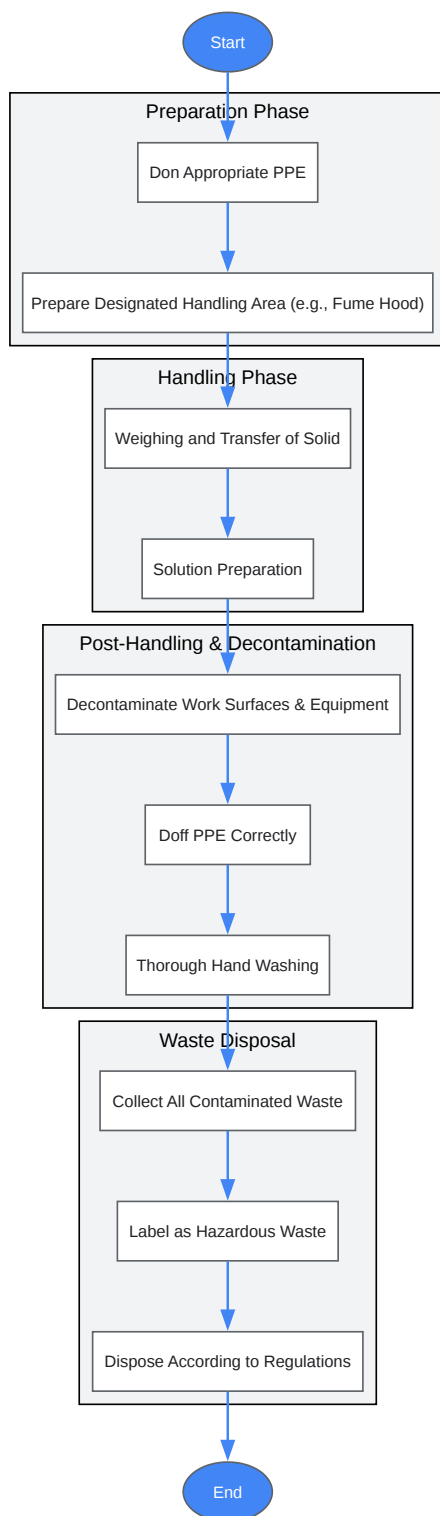 Start
Preparation Phase
Don Appropriate PPE
Prepare Designated Handling Area (e.g., Fume Hood)
Handling Phase
Weighing and Transfer of Solid
Solution Preparation
Post-Handling & Decontamination
Decontaminate Work Surfaces & Equipment
Doff PPE Correctly
Thorough Hand Washing
Waste Disposal
Collect All Contaminated Waste
Label as Hazardous Waste
Dispose According to Regulations
End